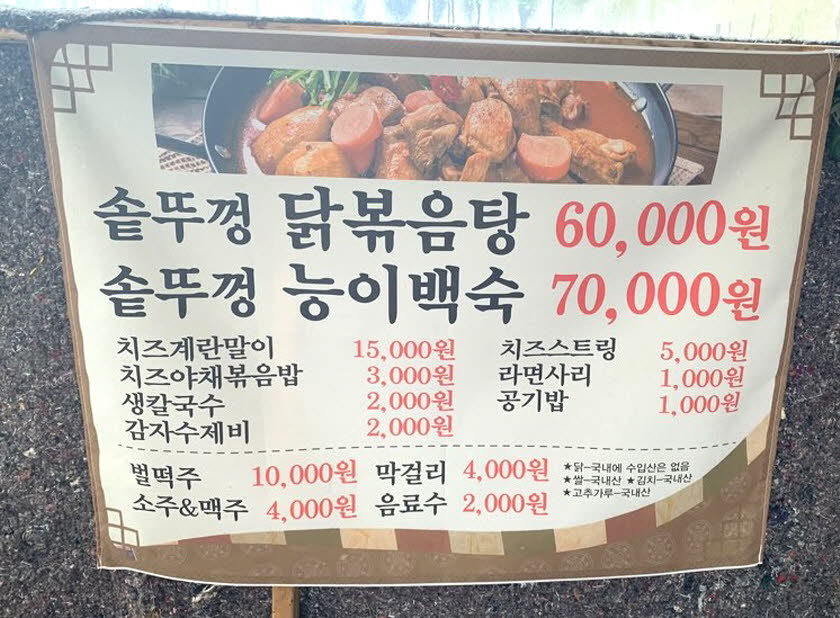 솥뚜껑 닭볶음탕 60,000원
솥뚜껑 능이백숙 70,000원
치즈계란말이 15,000원 치즈스트링 5,000원
치즈야채볶음밥 3,000원 라면사리 1,000원
생칼국수 2,000원 공기밥 1,000원
감자수제비 2,000원
벌떡주 10,000원 막걸리 4,000원
소주&맥주 4,000원 음료수 2,000원
★닭-국내에 수입산은 없음
★쌀-국내산 ★김치-국내산
★고추가루-국내산